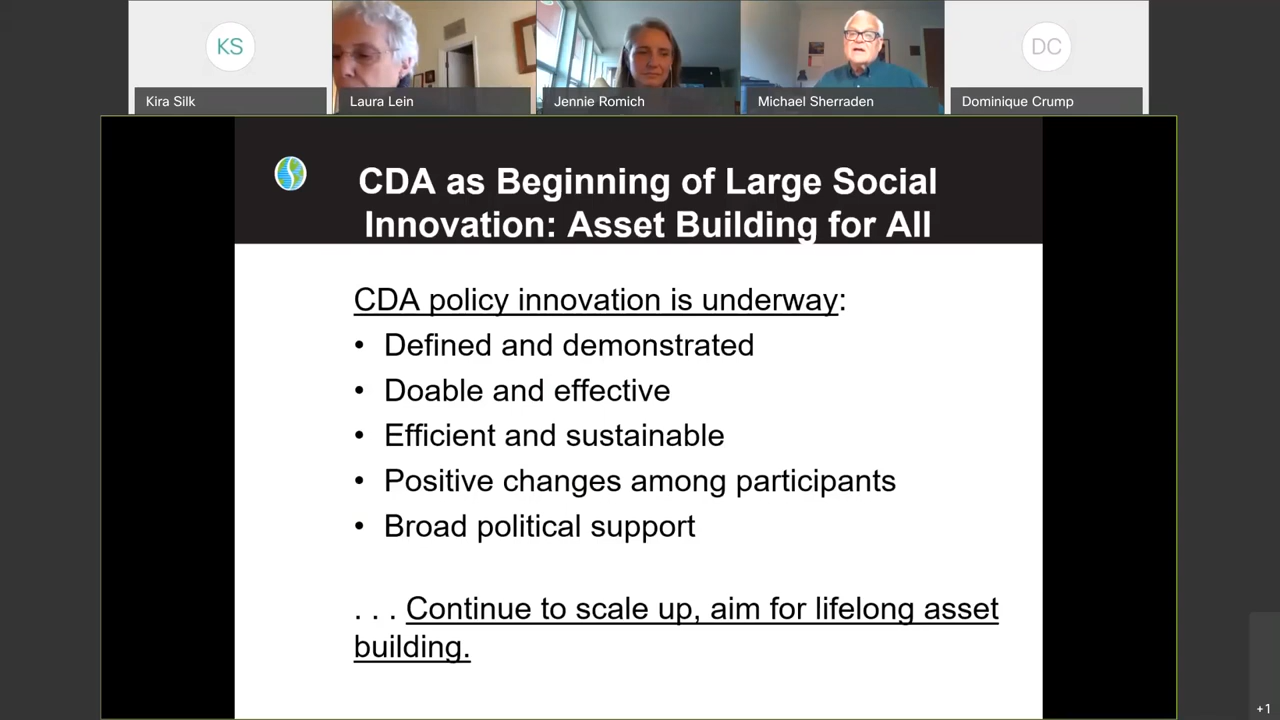 KS
DC
Kira Silk
Laura Lein
Jennie Romich
Michael Sherraden
Dominique Crump
CDA as Beginning of Large Social
Innovation: Asset Building for All
CDA policy innovation is underway:
• Defined and demonstrated
• Doable and effective
• Efficient and sustainable
• Positive changes among participants
• Broad political support
. . . Continue to scale up, aim for lifelong asset
building.
+1